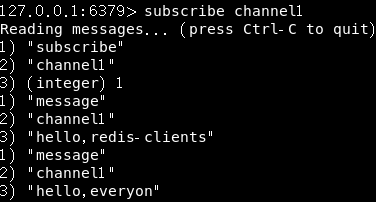 127.0.0.1:6379> subscribe channel1
Reading messages... (press Ctrl-C to quit)
1) "subscribe"
2) "channel1"
3) (integer) 1
1) "message"
2) "channel1"
3) "hello,redis-clients"
1) "message"
2) "channel1"
3) "hello,everyon"